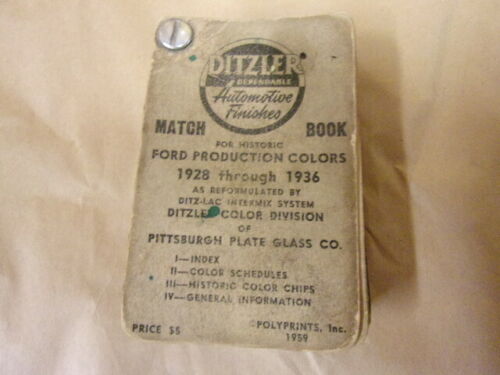 DITZLER
DEPENDABLE
Automotive
Finishes
MATCH BOOK
FOR HISTORIC
FORD PRODUCTION COLORS
1928 through 1936
AS REFORMULATED BY
DITZ-LAC INTERMIX SYSTEM
DITZLER COLOR DIVISION
OF
PITTSBURGH PLATE GLASS CO.
I—INDEX
II—COLOR SCHEDULES
III—HISTORIC COLOR CHIPS
IV—GENERAL INFORMATION
PRICE $5 POLYPRINTS, Inc.
1959